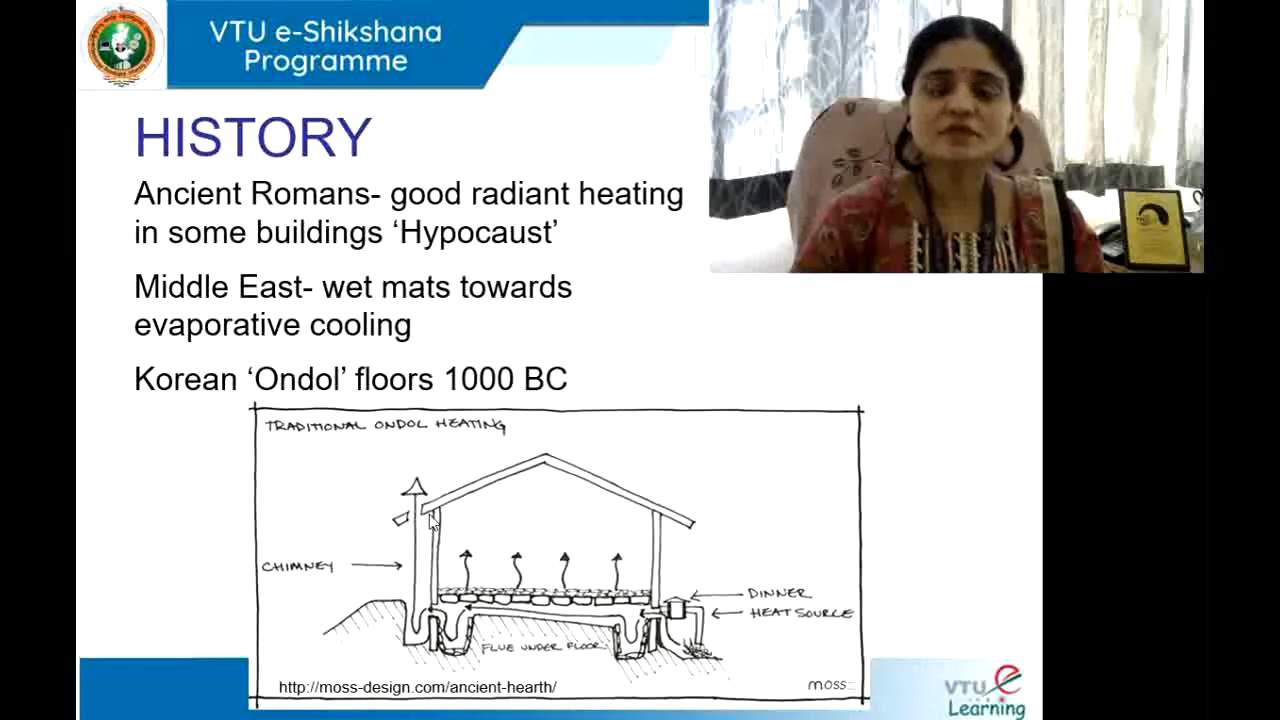 VTU e-Shikshana
Programme
HISTORY
Ancient Romans- good radiant heating
in some buildings ‘Hypocaust’
Middle East- wet mats towards
evaporative cooling
Korean ‘Ondol’ floors 1000 BC
TRADITIONAL ONDOL HEATING
CHIMNEY
DINNER
HEAT SOURCE
FLUE UNDER FLOOR
http://moss-design.com/ancient-hearth/
MOSS
VTU e
Learning